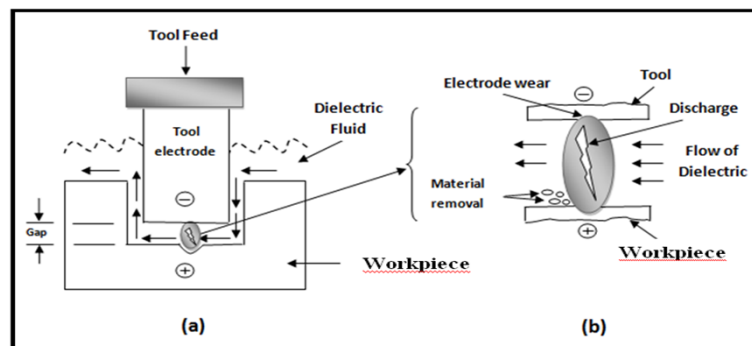 Tool Feed
Tool
electrode
Dielectric
Fluid
−
Gap
+
Workpiece
(a)
Electrode wear
−
Tool
Discharge
Flow of
Dielectric
Material
removal
+
Workpiece
(b)